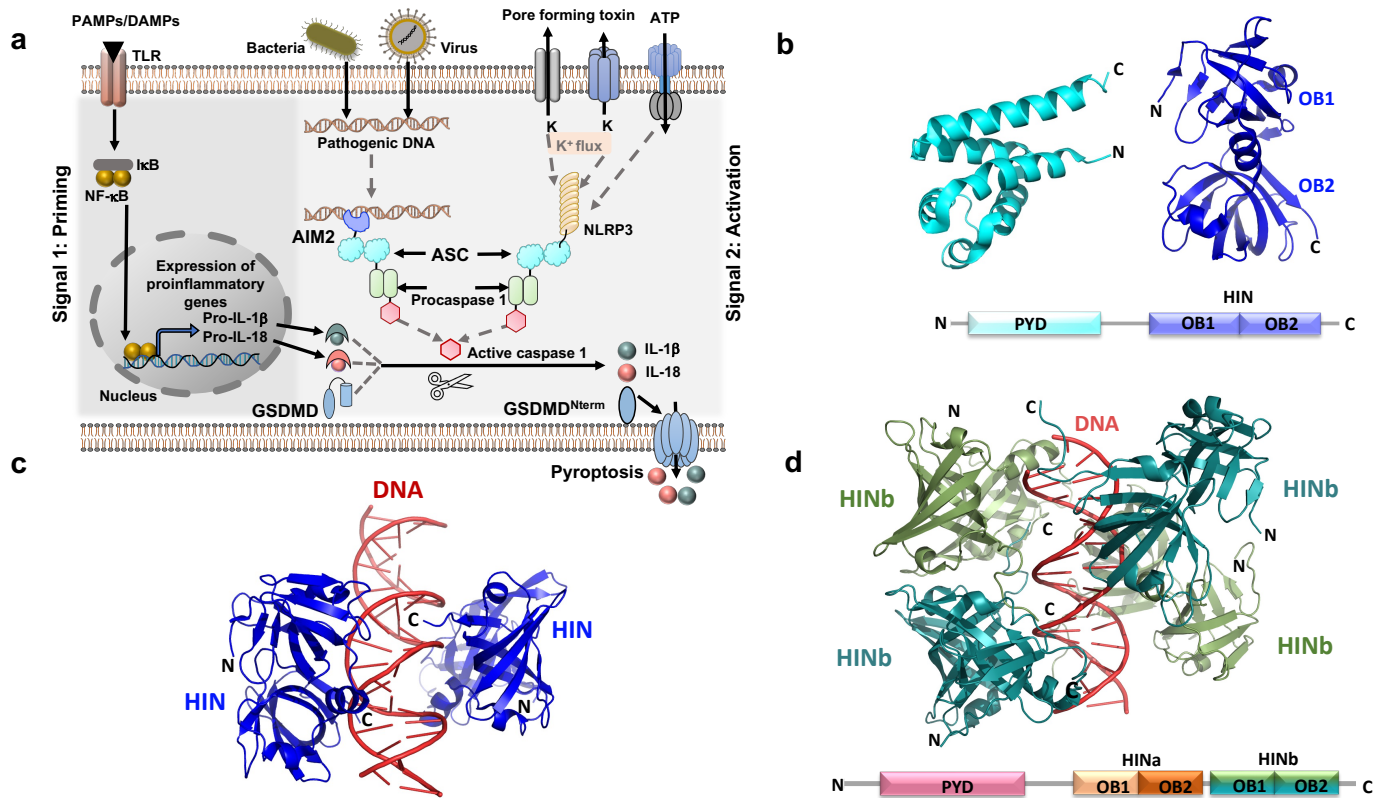 a
PAMPs/DAMPs
TLR
Bacteria
Virus
Pore forming toxin
ATP
IκB
NF-κB
Pathogenic DNA
K
K
K⁺ flux
Signal 1: Priming
Signal 2: Activation
AIM2
NLRP3
ASC
Procaspase 1
Expression of
proinflammatory
genes
Pro-IL-1β
Pro-IL-18
Nucleus
GSDMD
Active caspase 1
IL-1β
IL-18
GSDMD^Nterm
Pyroptosis
b
C
N
N
OB1
OB2
C
HIN
N
PYD
OB1
OB2
C
c
DNA
C
HIN
N
HIN
N
C
d
N
C
DNA
HINb
HINb
C
N
N
C
HINb
HINb
C
N
HINa
HINb
N
PYD
OB1
OB2
OB1
OB2
C